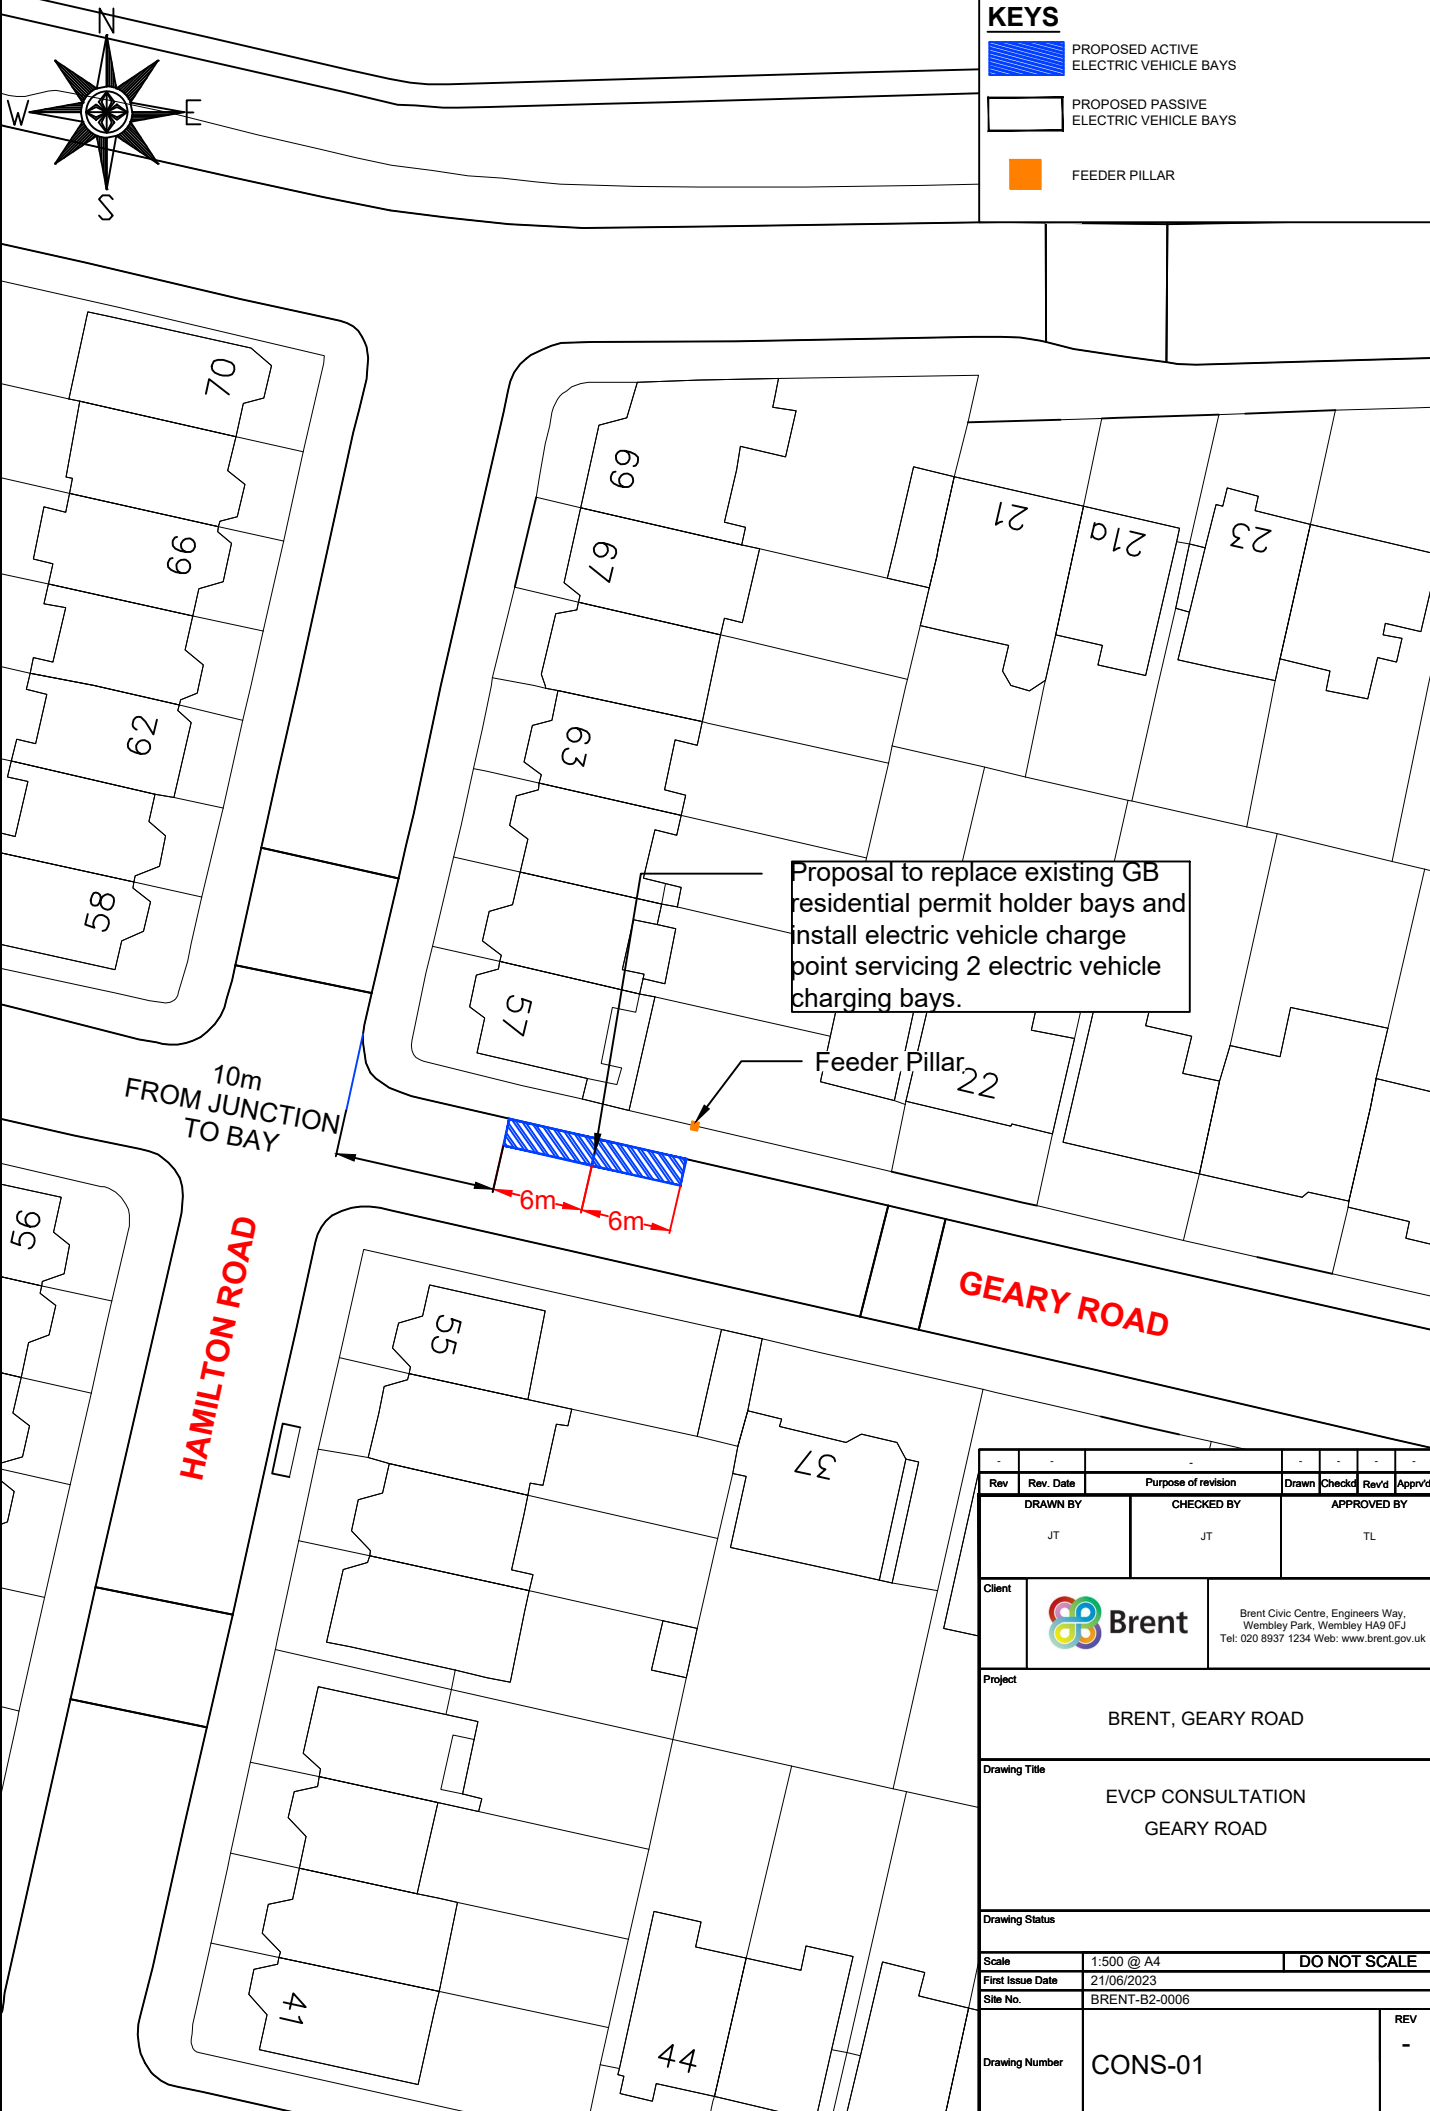 N
W
E
S
KEYS
PROPOSED ACTIVE
ELECTRIC VEHICLE BAYS
PROPOSED PASSIVE
ELECTRIC VEHICLE BAYS
FEEDER PILLAR
70
69
66
67
21
21a
23
62
63
58
57
Proposal to replace existing GB
residential permit holder bays and
install electric vehicle charge
point servicing 2 electric vehicle
charging bays.
Feeder Pillar
22
10m
FROM JUNCTION
TO BAY
6m
6m
56
HAMILTON ROAD
GEARY ROAD
55
37
41
44
- - - - - - -
Rev Rev. Date Purpose of revision Drawn Checkd Rev'd Apprv'd
DRAWN BY CHECKED BY APPROVED BY
JT JT TL
Client
Brent
Brent Civic Centre, Engineers Way,
Wembley Park, Wembley HA9 0FJ
Tel: 020 8937 1234 Web: www.brent.gov.uk
Project
BRENT, GEARY ROAD
Drawing Title
EVCP CONSULTATION
GEARY ROAD
Drawing Status
Scale 1:500 @ A4 DO NOT SCALE
First Issue Date 21/06/2023
Site No. BRENT-B2-0006
Drawing Number CONS-01
REV
-